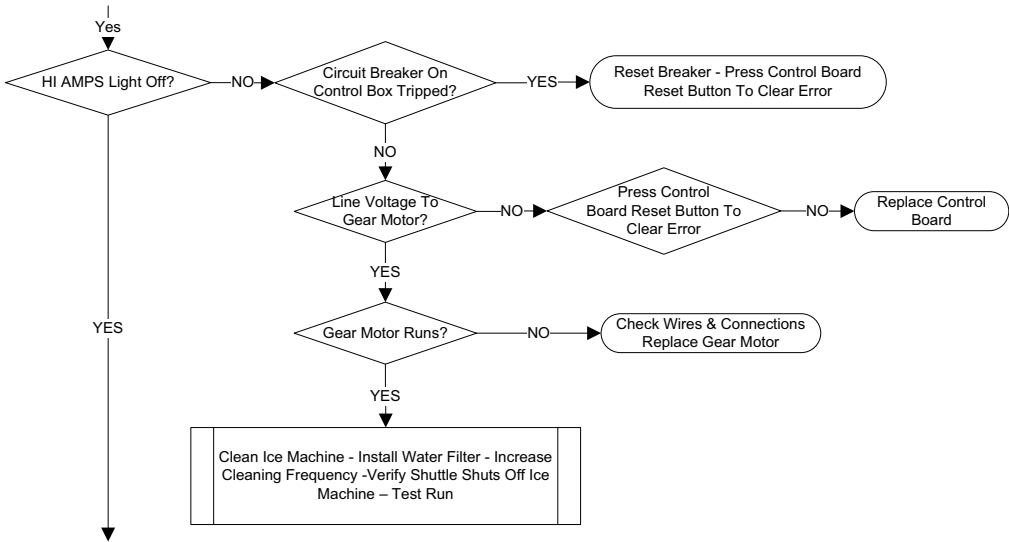 Yes
HI AMPS Light Off?
NO
Circuit Breaker On
Control Box Tripped?
YES
Reset Breaker - Press Control Board
Reset Button To Clear Error
NO
Line Voltage To
Gear Motor?
NO
Press Control
Board Reset Button To
Clear Error
NO
Replace Control
Board
YES
YES
Gear Motor Runs?
NO
Check Wires & Connections
Replace Gear Motor
YES
Clean Ice Machine - Install Water Filter - Increase
Cleaning Frequency -Verify Shuttle Shuts Off Ice
Machine – Test Run